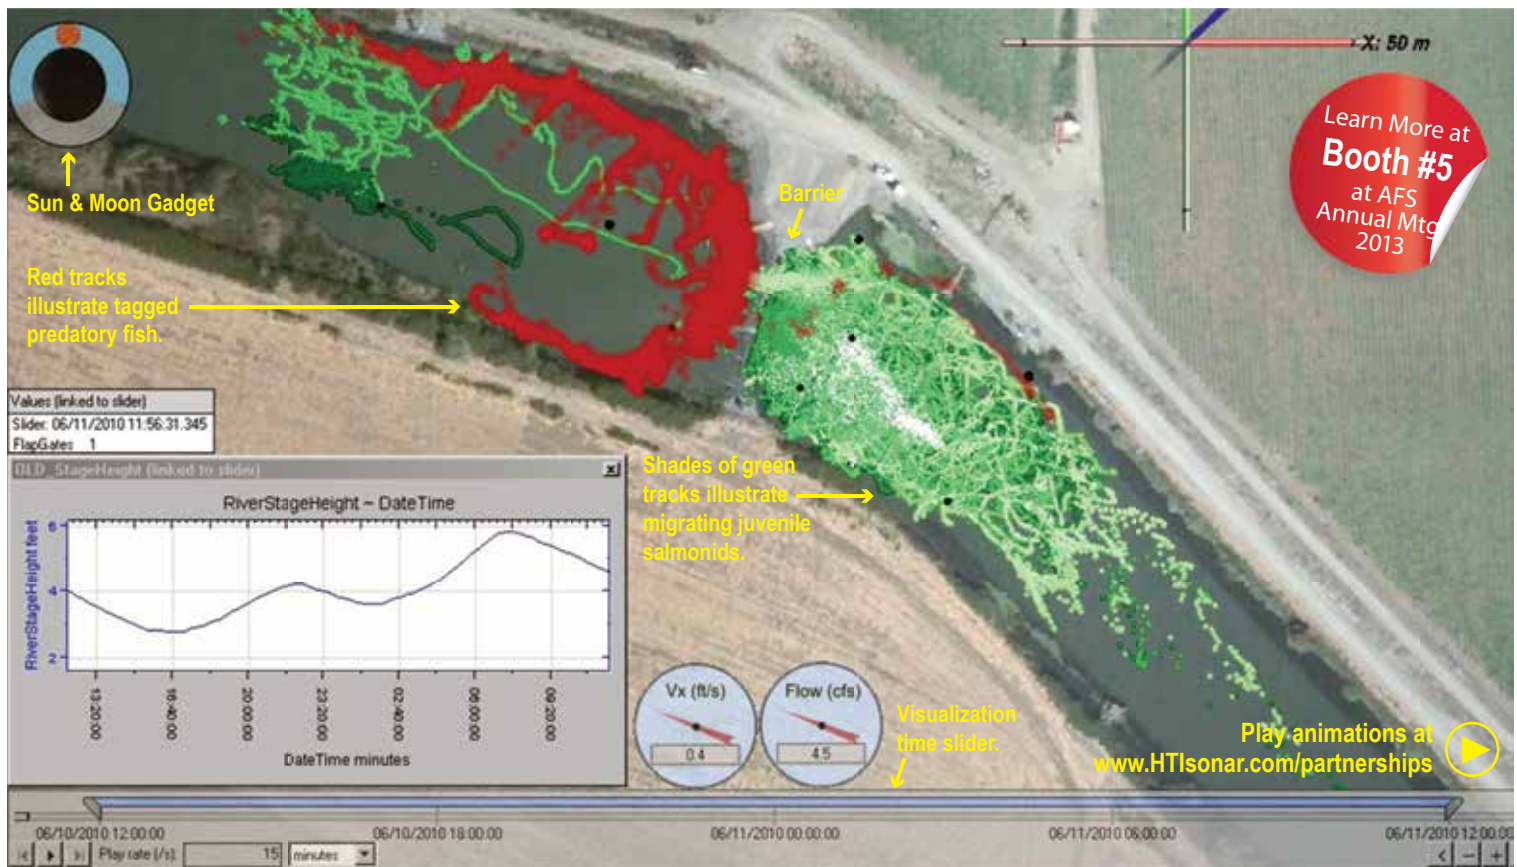 X: 50 m
Learn More at
Booth #5
at AFS
Annual Mtg
2013
Sun & Moon Gadget
Barrier
Red tracks
illustrate tagged
predatory fish.
Values (linked to slider)
Slider: 06/11/2010 11:56:31.345
FlapGates 1
OLD_StageHeight (linked to slider)
RiverStageHeight ~ DateTime
RiverStageHeight feet
6
4
2
13:20:00
16:40:00
20:00:00
23:20:00
02:40:00
06:00:00
09:20:00
DateTime minutes
Shades of green
tracks illustrate
migrating juvenile
salmonids.
Vx (ft/s)
0.4
Flow (cfs)
4.5
Visualization
time slider.
Play animations at
www.HTIsonar.com/partnerships
06/10/2010 12:00:00
06/10/2010 18:00:00
06/11/2010 00:00:00
06/11/2010 06:00:00
06/11/2010 12:00:00
Play rate (/s): 15 minutes